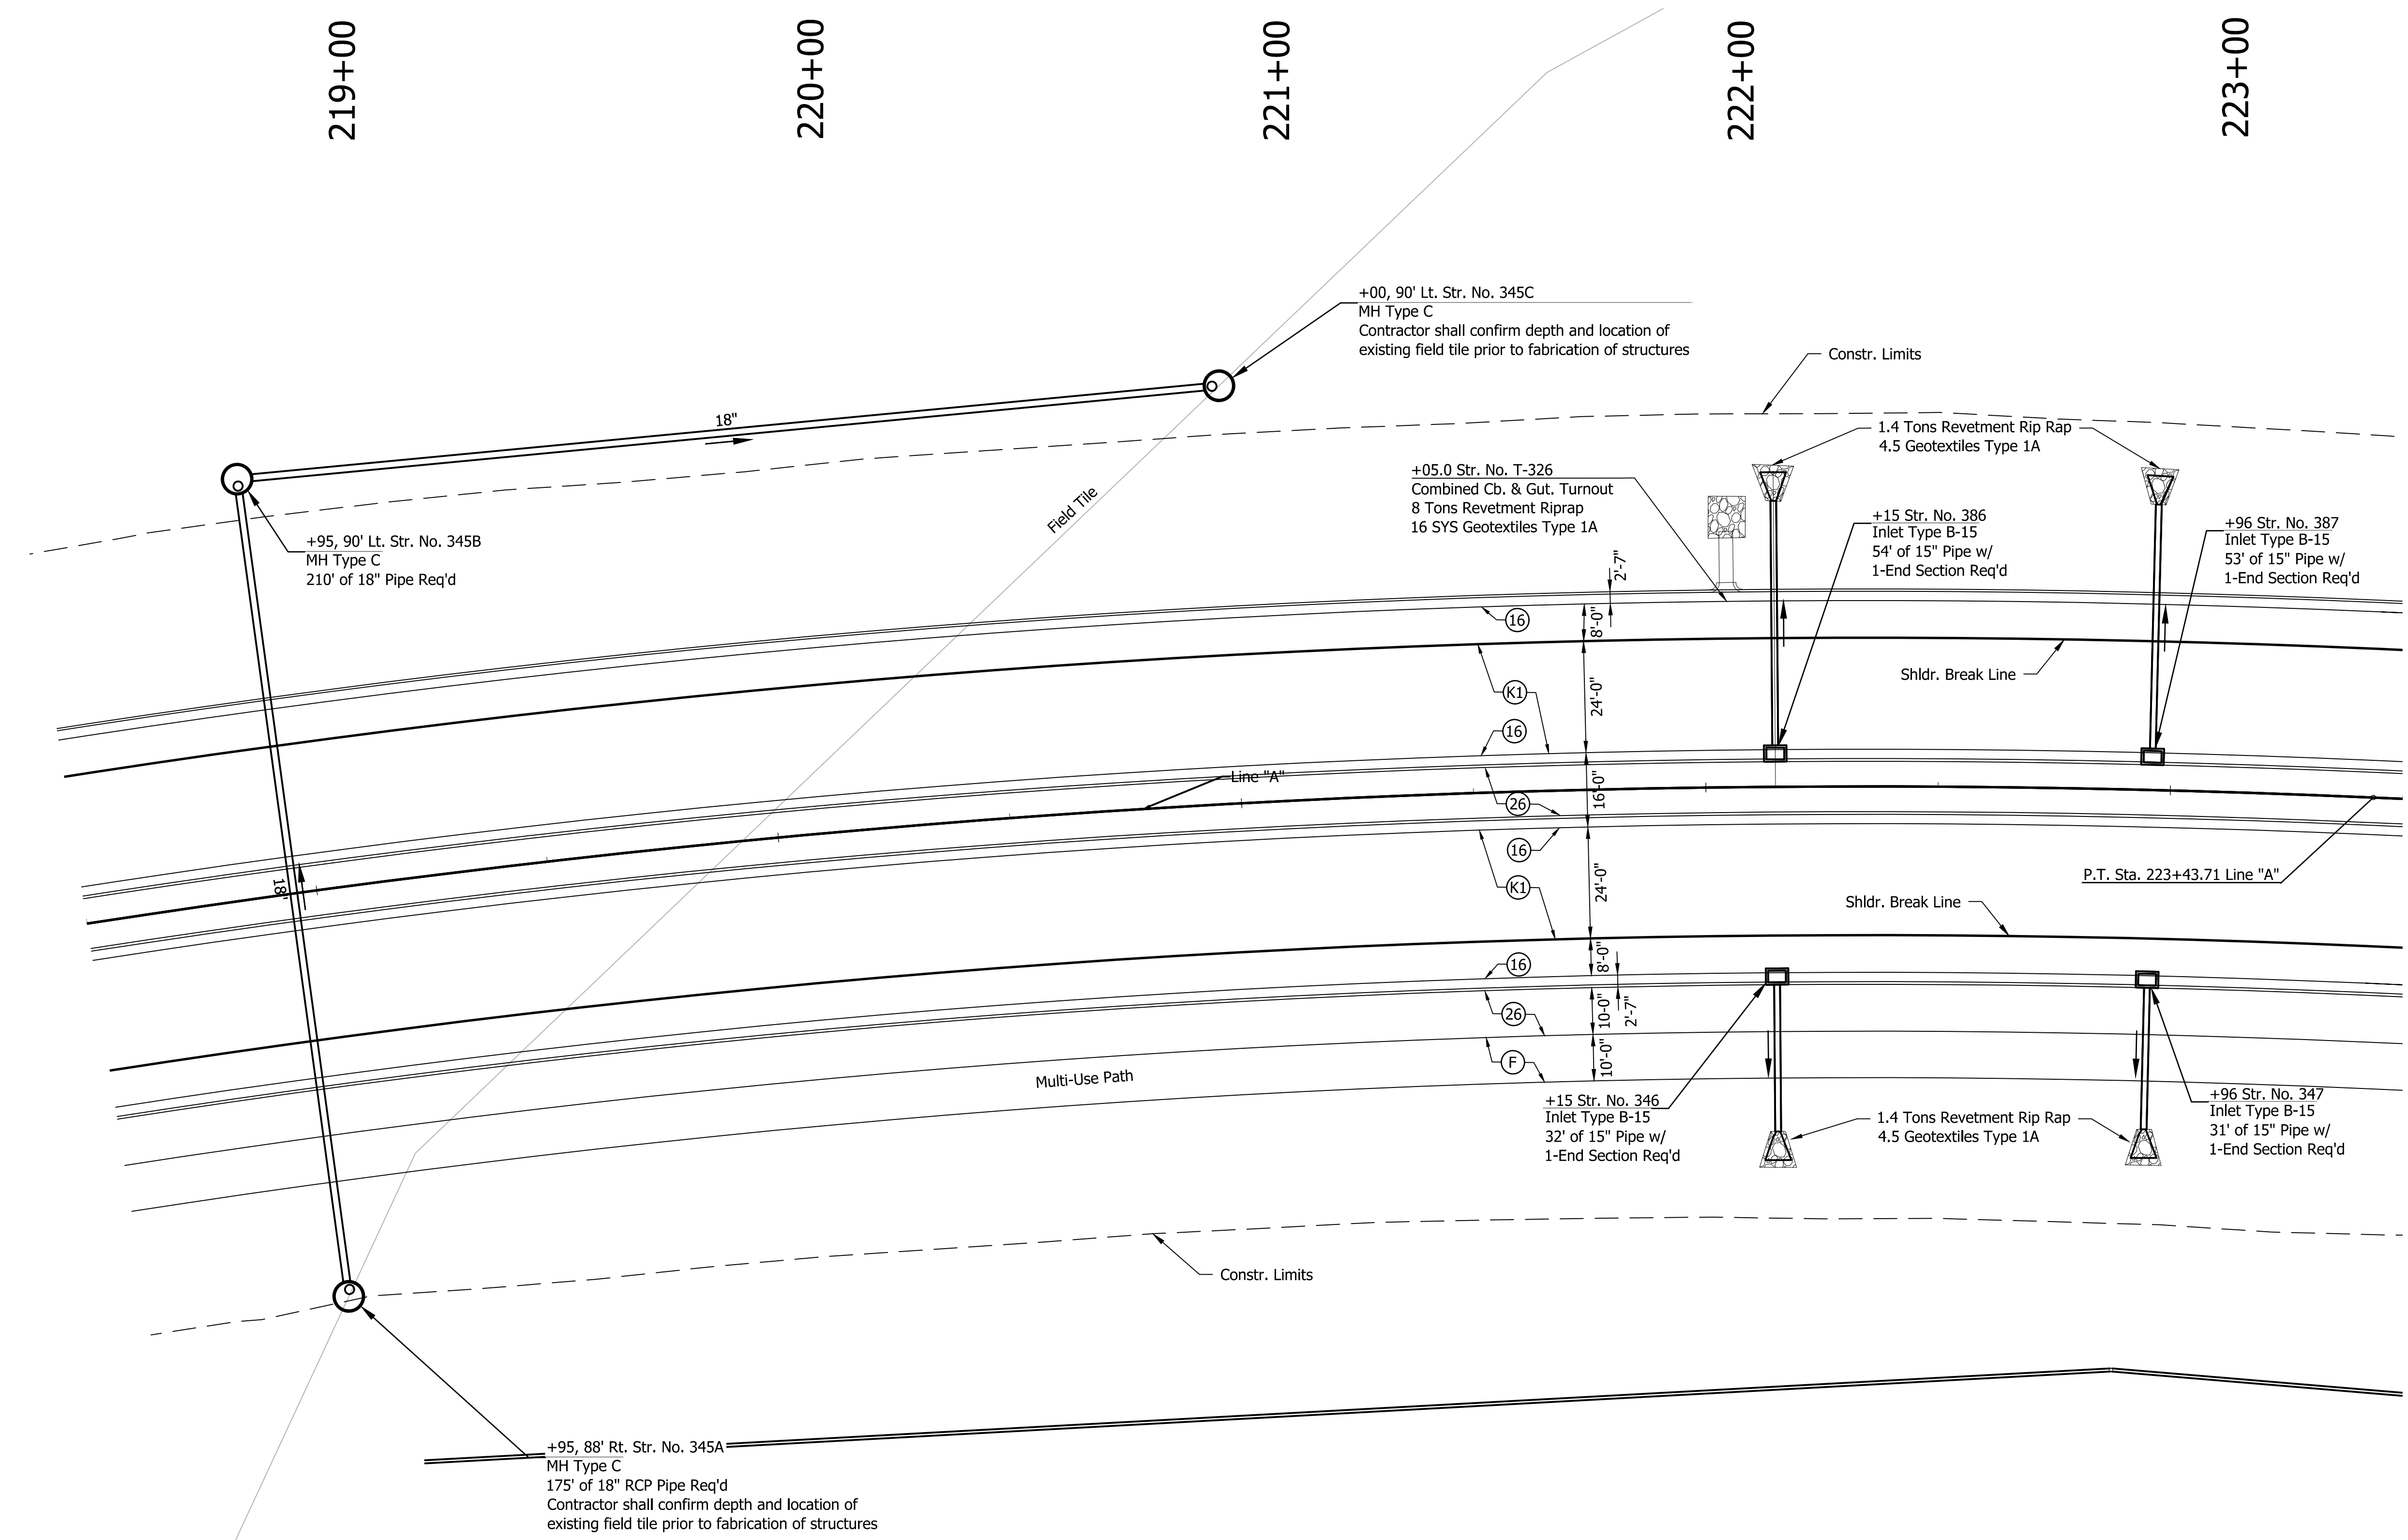 219+00
220+00
221+00
222+00
223+00
+00, 90' Lt. Str. No. 345C
MH Type C
Contractor shall confirm depth and location of
existing field tile prior to fabrication of structures
Constr. Limits
18"
1.4 Tons Revetment Rip Rap
4.5 Geotextiles Type 1A
+05.0 Str. No. T-326
Combined Cb. & Gut. Turnout
8 Tons Revetment Riprap
16 SYS Geotextiles Type 1A
Field Tile
+15 Str. No. 386
Inlet Type B-15
54' of 15" Pipe w/
1-End Section Req'd
+96 Str. No. 387
Inlet Type B-15
53' of 15" Pipe w/
1-End Section Req'd
+95, 90' Lt. Str. No. 345B
MH Type C
210' of 18" Pipe Req'd
2'-7"
16
8'-0"
Shldr. Break Line
K1
24'-0"
16
Line "A"
16'-0"
26
16
18"
K1
24'-0"
P.T. Sta. 223+43.71 Line "A"
Shldr. Break Line
16
8'-0"
26
10-0"
2'-7"
F
10'-0"
Multi-Use Path
+15 Str. No. 346
Inlet Type B-15
32' of 15" Pipe w/
1-End Section Req'd
1.4 Tons Revetment Rip Rap
4.5 Geotextiles Type 1A
+96 Str. No. 347
Inlet Type B-15
31' of 15" Pipe w/
1-End Section Req'd
Constr. Limits
+95, 88' Rt. Str. No. 345A
MH Type C
175' of 18" RCP Pipe Req'd
Contractor shall confirm depth and location of
existing field tile prior to fabrication of structures